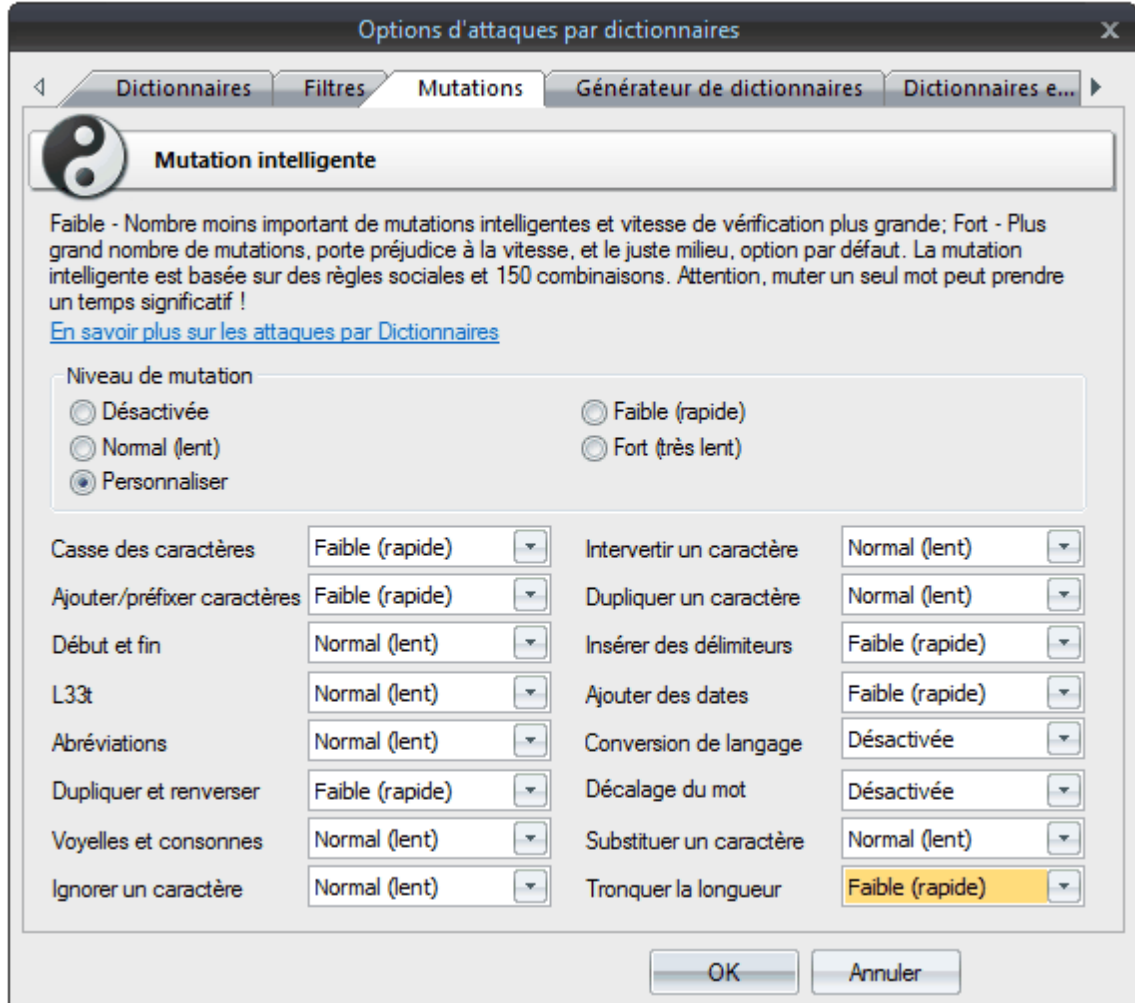 Options d'attaques par dictionnaires
Dictionnaires Filtres Mutations Générateur de dictionnaires Dictionnaires e...
Mutation intelligente
Faible - Nombre moins important de mutations intelligentes et vitesse de vérification plus grande; Fort - Plus
grand nombre de mutations, porte préjudice à la vitesse, et le juste milieu, option par défaut. La mutation
intelligente est basée sur des règles sociales et 150 combinaisons. Attention, muter un seul mot peut prendre
un temps significatif !
En savoir plus sur les attaques par Dictionnaires
Niveau de mutation
Désactivée Faible (rapide)
Normal (lent) Fort (très lent)
Personnaliser
Casse des caractères Faible (rapide) Intervertir un caractère Normal (lent)
Ajouter/préfixer caractères Faible (rapide) Dupliquer un caractère Normal (lent)
Début et fin Normal (lent) Insérer des délimiteurs Faible (rapide)
L33t Normal (lent) Ajouter des dates Faible (rapide)
Abréviations Normal (lent) Conversion de langage Désactivée
Dupliquer et renverser Faible (rapide) Décalage du mot Désactivée
Voyelles et consonnes Normal (lent) Substituer un caractère Normal (lent)
Ignorer un caractère Normal (lent) Tronquer la longueur Faible (rapide)
OK Annuler